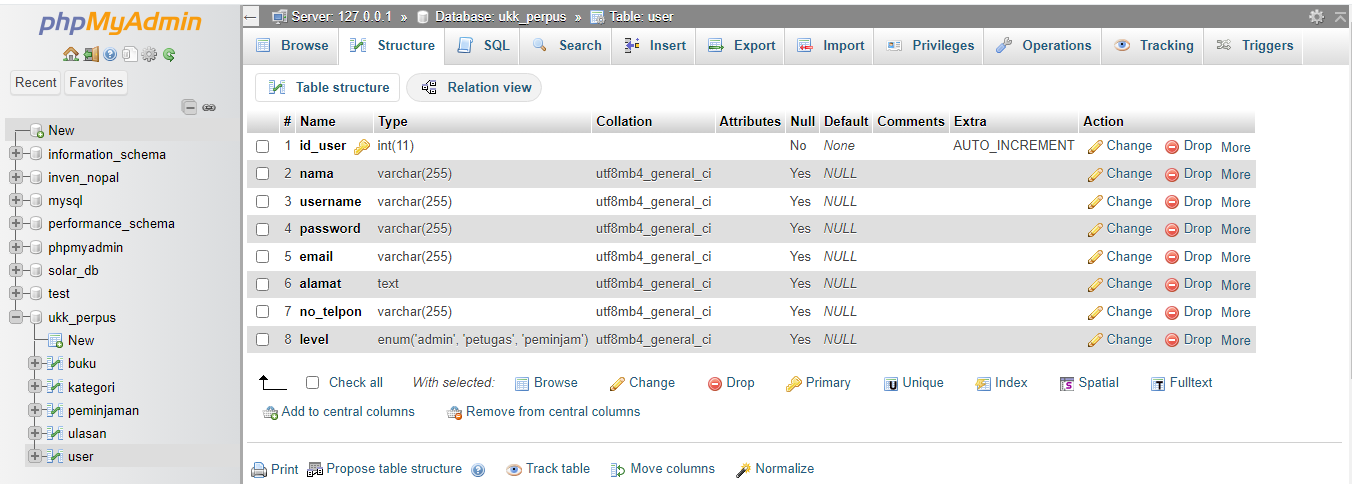 phpMyAdmin
Recent Favorites
New
information_schema
inven_nopal
mysql
performance_schema
phpmyadmin
solar_db
test
ukk_perpus
New
buku
kategori
peminjaman
ulasan
user
Server: 127.0.0.1 » Database: ukk_perpus » Table: user
Browse Structure SQL Search Insert Export Import Privileges Operations Tracking Triggers
Table structure Relation view
# Name Type Collation Attributes Null Default Comments Extra Action
1 id_user int(11) No None AUTO_INCREMENT Change Drop More
2 nama varchar(255) utf8mb4_general_ci Yes NULL Change Drop More
3 username varchar(255) utf8mb4_general_ci Yes NULL Change Drop More
4 password varchar(255) utf8mb4_general_ci Yes NULL Change Drop More
5 email varchar(255) utf8mb4_general_ci Yes NULL Change Drop More
6 alamat text utf8mb4_general_ci Yes NULL Change Drop More
7 no_telpon varchar(255) utf8mb4_general_ci Yes NULL Change Drop More
8 level enum('admin', 'petugas', 'peminjam') utf8mb4_general_ci Yes NULL Change Drop More
Check all With selected: Browse Change Drop Primary Unique Index Spatial Fulltext
Add to central columns Remove from central columns
Print Propose table structure Track table Move columns Normalize